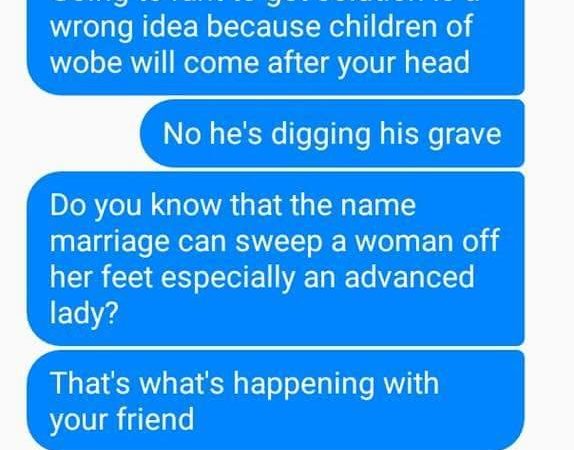 wrong idea because children of
wobe will come after your head
No he's digging his grave
Do you know that the name
marriage can sweep a woman off
her feet especially an advanced
lady?
That's what's happening with
your friend